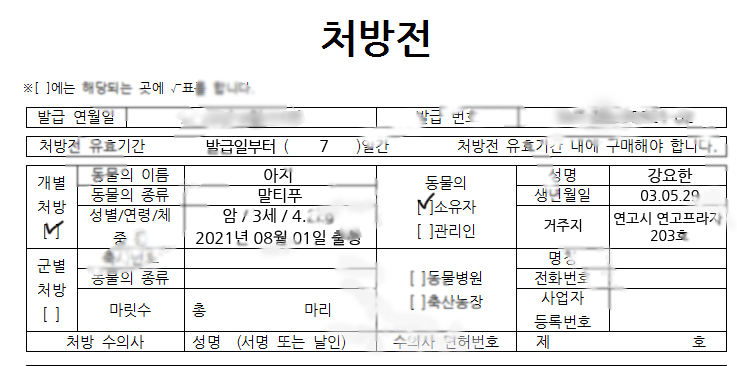 처방전
※[ ]에는 해당되는 곳에 √표를 합니다.
발급 연월일 발급 번호
처방전 유효기간 발급일부터 ( 7 )일간 처방전 유효기간 내에 구매해야 합니다.
개별 처방 [✓]
동물의 이름 아지
동물의 종류 말티푸
성별/연령/체중 암 / 3세 / 2021년 08월 01일 출생
동물의
[✓]소유자
[ ]관리인
성명 강요한
생년월일 03.05.29
거주지 연고시 연고프라자 203호
군별 처방 [ ]
동물의 종류
마릿수 총 마리
[ ]동물병원
[ ]축산농장
명칭
전화번호
사업자 등록번호
처방 수의사 성명 (서명 또는 날인) 수의사 면허번호 제 호